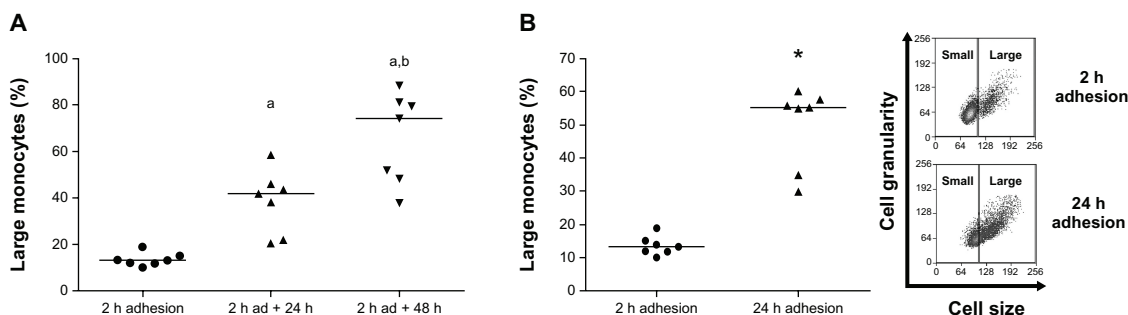 A
Large monocytes (%)
100
80
60
40
20
0
a
a,b
2 h adhesion
2 h ad + 24 h
2 h ad + 48 h
B
Large monocytes (%)
70
60
50
40
30
20
10
0
*
2 h adhesion
24 h adhesion
Cell granularity
256
192
128
64
0
Small
Large
0 64 128 192 256
2 h
adhesion
256
192
128
64
0
Small
Large
0 64 128 192 256
24 h
adhesion
Cell size